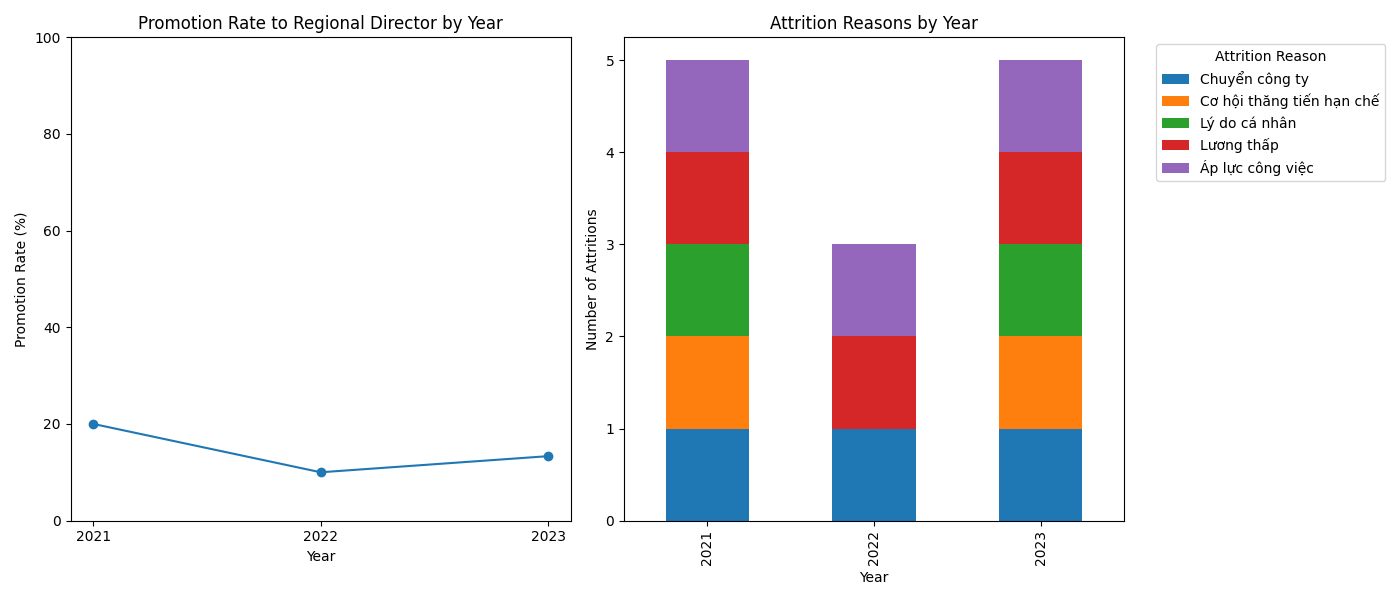 Promotion Rate to Regional Director by Year
100
80
60
40
20
0
Promotion Rate (%)
2021
2022
2023
Year
Attrition Reasons by Year
5
4
3
2
1
0
Number of Attritions
2021
2022
2023
Year
Attrition Reason
Chuyển công ty
Cơ hội thăng tiến hạn chế
Lý do cá nhân
Lương thấp
Áp lực công việc